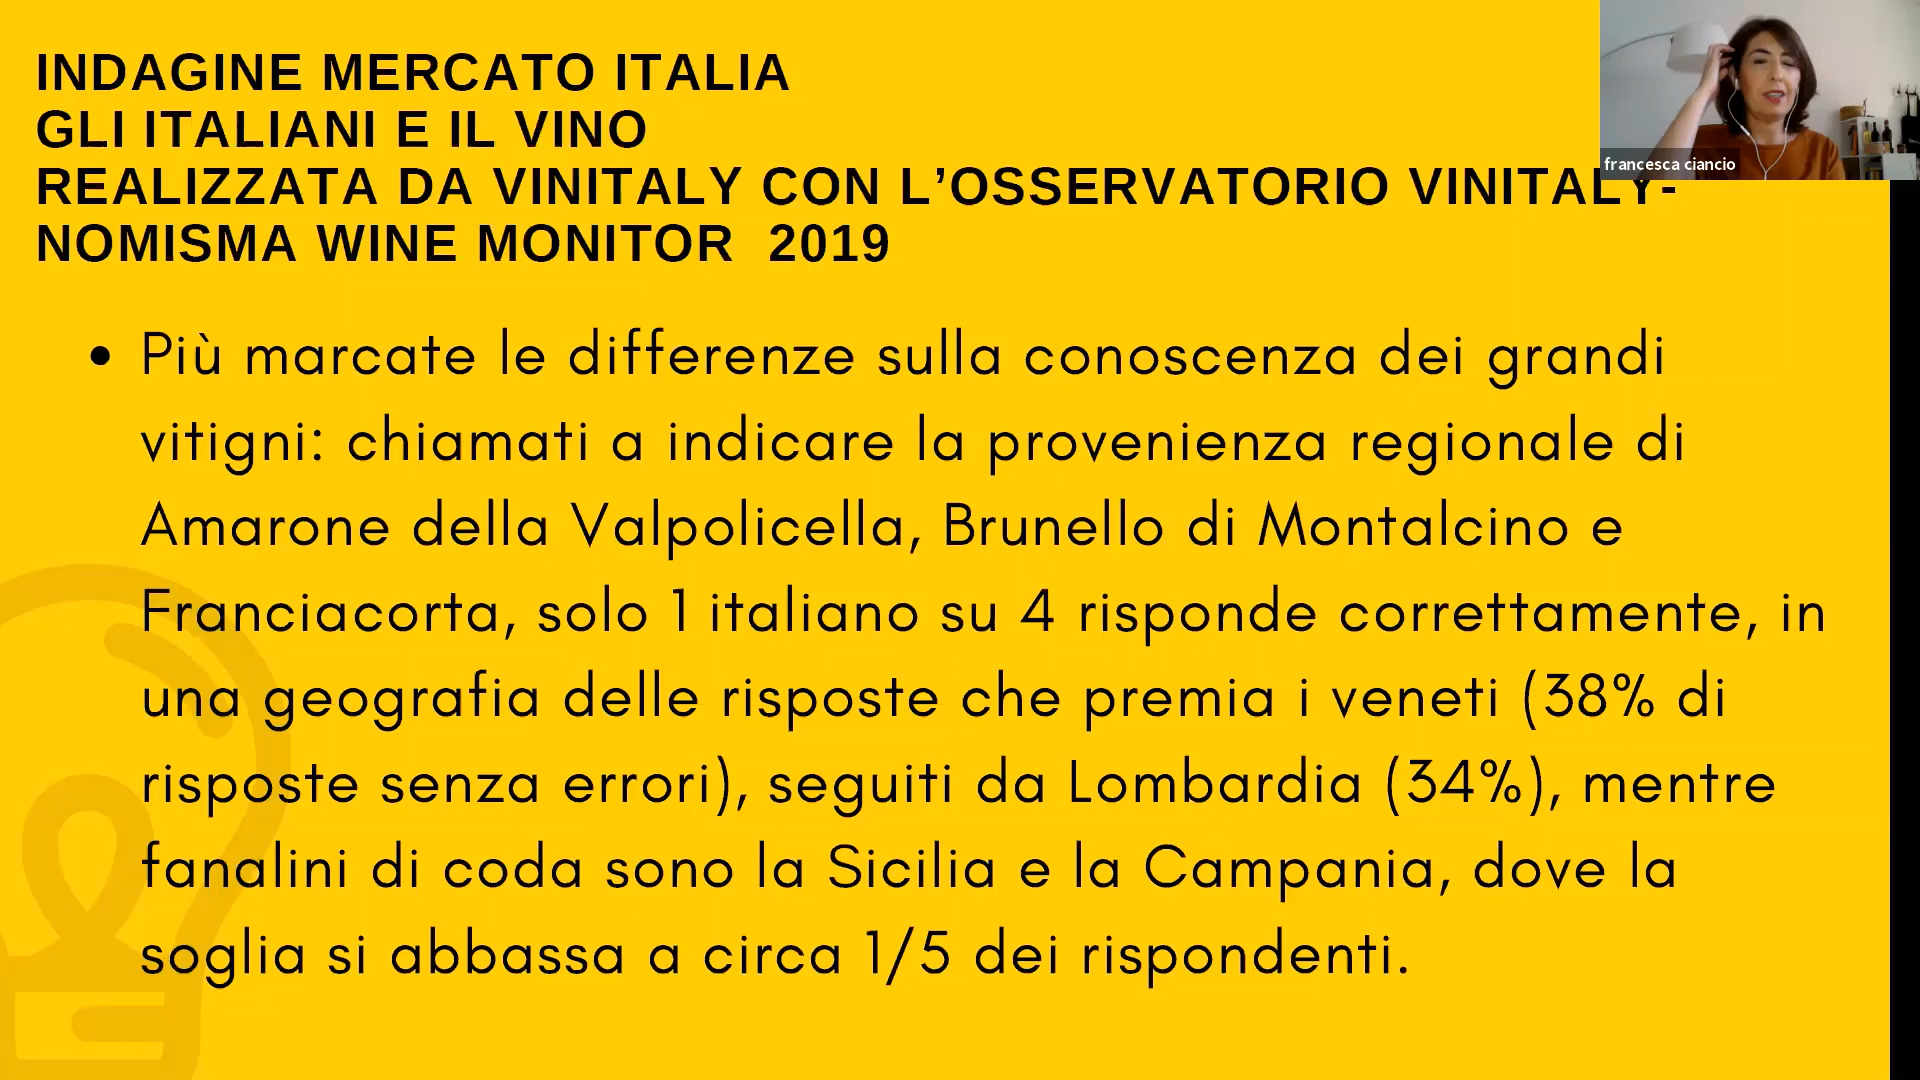 INDAGINE MERCATO ITALIA
GLI ITALIANI E IL VINO
REALIZZATA DA VINITALY CON L’OSSERVATORIO VINITALY-
NOMISMA WINE MONITOR  2019
francesca ciancio
• Più marcate le differenze sulla conoscenza dei grandi
vitigni: chiamati a indicare la provenienza regionale di
Amarone della Valpolicella, Brunello di Montalcino e
Franciacorta, solo 1 italiano su 4 risponde correttamente, in
una geografia delle risposte che premia i veneti (38% di
risposte senza errori), seguiti da Lombardia (34%), mentre
fanalini di coda sono la Sicilia e la Campania, dove la
soglia si abbassa a circa 1/5 dei rispondenti.